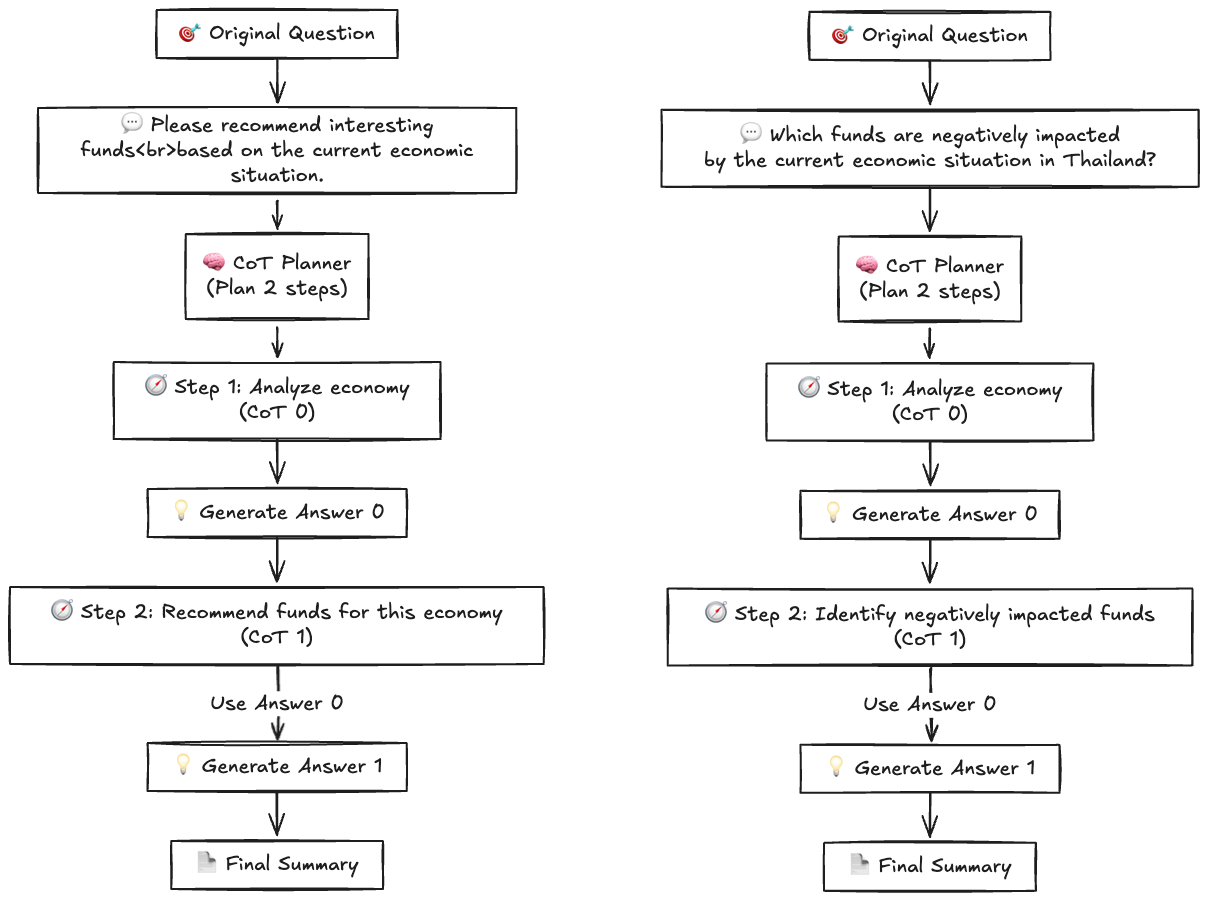 🎯 Original Question
💬 Please recommend interesting
funds<br>based on the current economic
situation.
🧠 CoT Planner
(Plan 2 steps)
🧭 Step 1: Analyze economy
(CoT 0)
💡 Generate Answer 0
🧭 Step 2: Recommend funds for this economy
(CoT 1)
Use Answer 0
💡 Generate Answer 1
📄 Final Summary
🎯 Original Question
💬 Which funds are negatively impacted
by the current economic situation in Thailand?
🧠 CoT Planner
(Plan 2 steps)
🧭 Step 1: Analyze economy
(CoT 0)
💡 Generate Answer 0
🧭 Step 2: Identify negatively impacted funds
(CoT 1)
Use Answer 0
💡 Generate Answer 1
📄 Final Summary